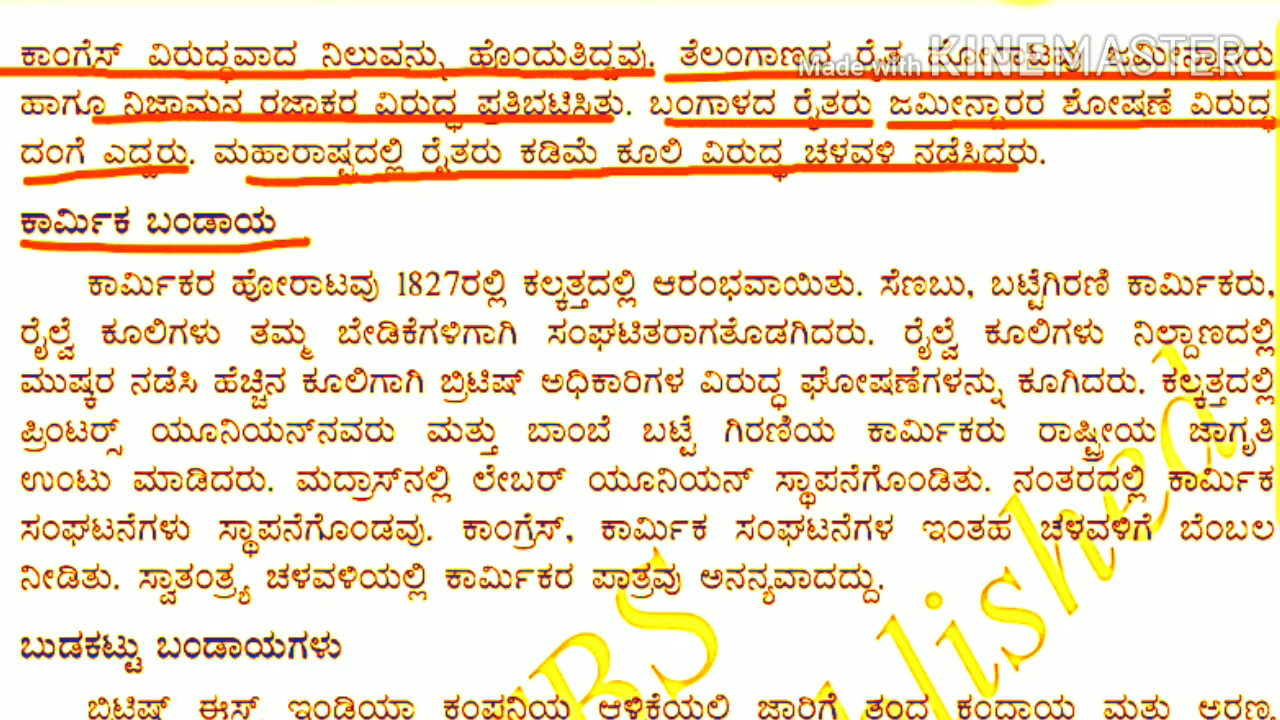 ಕಾಂಗ್ರೆಸ್ ವಿರುದ್ಧವಾದ ನಿಲುವನ್ನು ಹೊಂದುತ್ತಿದ್ದವು. ತೆಲಂಗಾಣದ ರೈತ ಹೋರಾಟವು ಜಮೀನ್ದಾರರು
Made with KINEMASTER
ಹಾಗೂ ನಿಜಾಮನ ರಜಾಕರ ವಿರುದ್ಧ ಪ್ರತಿಭಟಿಸಿತು. ಬಂಗಾಳದ ರೈತರು ಜಮೀನ್ದಾರರ ಶೋಷಣೆ ವಿರುದ್ಧ
ದಂಗೆ ಎದ್ದರು. ಮಹಾರಾಷ್ಟ್ರದಲ್ಲಿ ರೈತರು ಕಡಿಮೆ ಕೂಲಿ ವಿರುದ್ಧ ಚಳವಳಿ ನಡೆಸಿದರು.
ಕಾರ್ಮಿಕ ಬಂಡಾಯ
ಕಾರ್ಮಿಕರ ಹೋರಾಟವು 1827ರಲ್ಲಿ ಕಲ್ಕತ್ತದಲ್ಲಿ ಆರಂಭವಾಯಿತು. ಸೆಣಬು, ಬಟ್ಟೆಗಿರಣಿ ಕಾರ್ಮಿಕರು,
ರೈಲ್ವೆ ಕೂಲಿಗಳು ತಮ್ಮ ಬೇಡಿಕೆಗಳಿಗಾಗಿ ಸಂಘಟಿತರಾಗತೊಡಗಿದರು. ರೈಲ್ವೆ ಕೂಲಿಗಳು ನಿಲ್ದಾಣದಲ್ಲಿ
ಮುಷ್ಕರ ನಡೆಸಿ ಹೆಚ್ಚಿನ ಕೂಲಿಗಾಗಿ ಬ್ರಿಟಿಷ್ ಅಧಿಕಾರಿಗಳ ವಿರುದ್ಧ ಘೋಷಣೆಗಳನ್ನು ಕೂಗಿದರು. ಕಲ್ಕತ್ತದಲ್ಲಿ
ಪ್ರಿಂಟರ‍್ಸ್ ಯೂನಿಯನ್‌ನವರು ಮತ್ತು ಬಾಂಬೆ ಬಟ್ಟೆ ಗಿರಣಿಯ ಕಾರ್ಮಿಕರು ರಾಷ್ಟ್ರೀಯ ಜಾಗೃತಿ
ಉಂಟು ಮಾಡಿದರು. ಮದ್ರಾಸ್‌ನಲ್ಲಿ ಲೇಬರ್ ಯೂನಿಯನ್ ಸ್ಥಾಪನೆಗೊಂಡಿತು. ನಂತರದಲ್ಲಿ ಕಾರ್ಮಿಕ
ಸಂಘಟನೆಗಳು ಸ್ಥಾಪನೆಗೊಂಡವು. ಕಾಂಗ್ರೆಸ್, ಕಾರ್ಮಿಕ ಸಂಘಟನೆಗಳ ಇಂತಹ ಚಳವಳಿಗೆ ಬೆಂಬಲ
ನೀಡಿತು. ಸ್ವಾತಂತ್ರ್ಯ ಚಳವಳಿಯಲ್ಲಿ ಕಾರ್ಮಿಕರ ಪಾತ್ರವು ಅನನ್ಯವಾದದ್ದು.
ಬುಡಕಟ್ಟು ಬಂಡಾಯಗಳು
ಬ್ರಿಟಿಷ್ ಈಸ್ಟ್ ಇಂಡಿಯಾ ಕಂಪನಿಯ ಆಳ್ವಿಕೆಯಲ್ಲಿ ಜಾರಿಗೆ ತಂದ ಕಂದಾಯ ಮತ್ತು ಅರಣ್ಯ